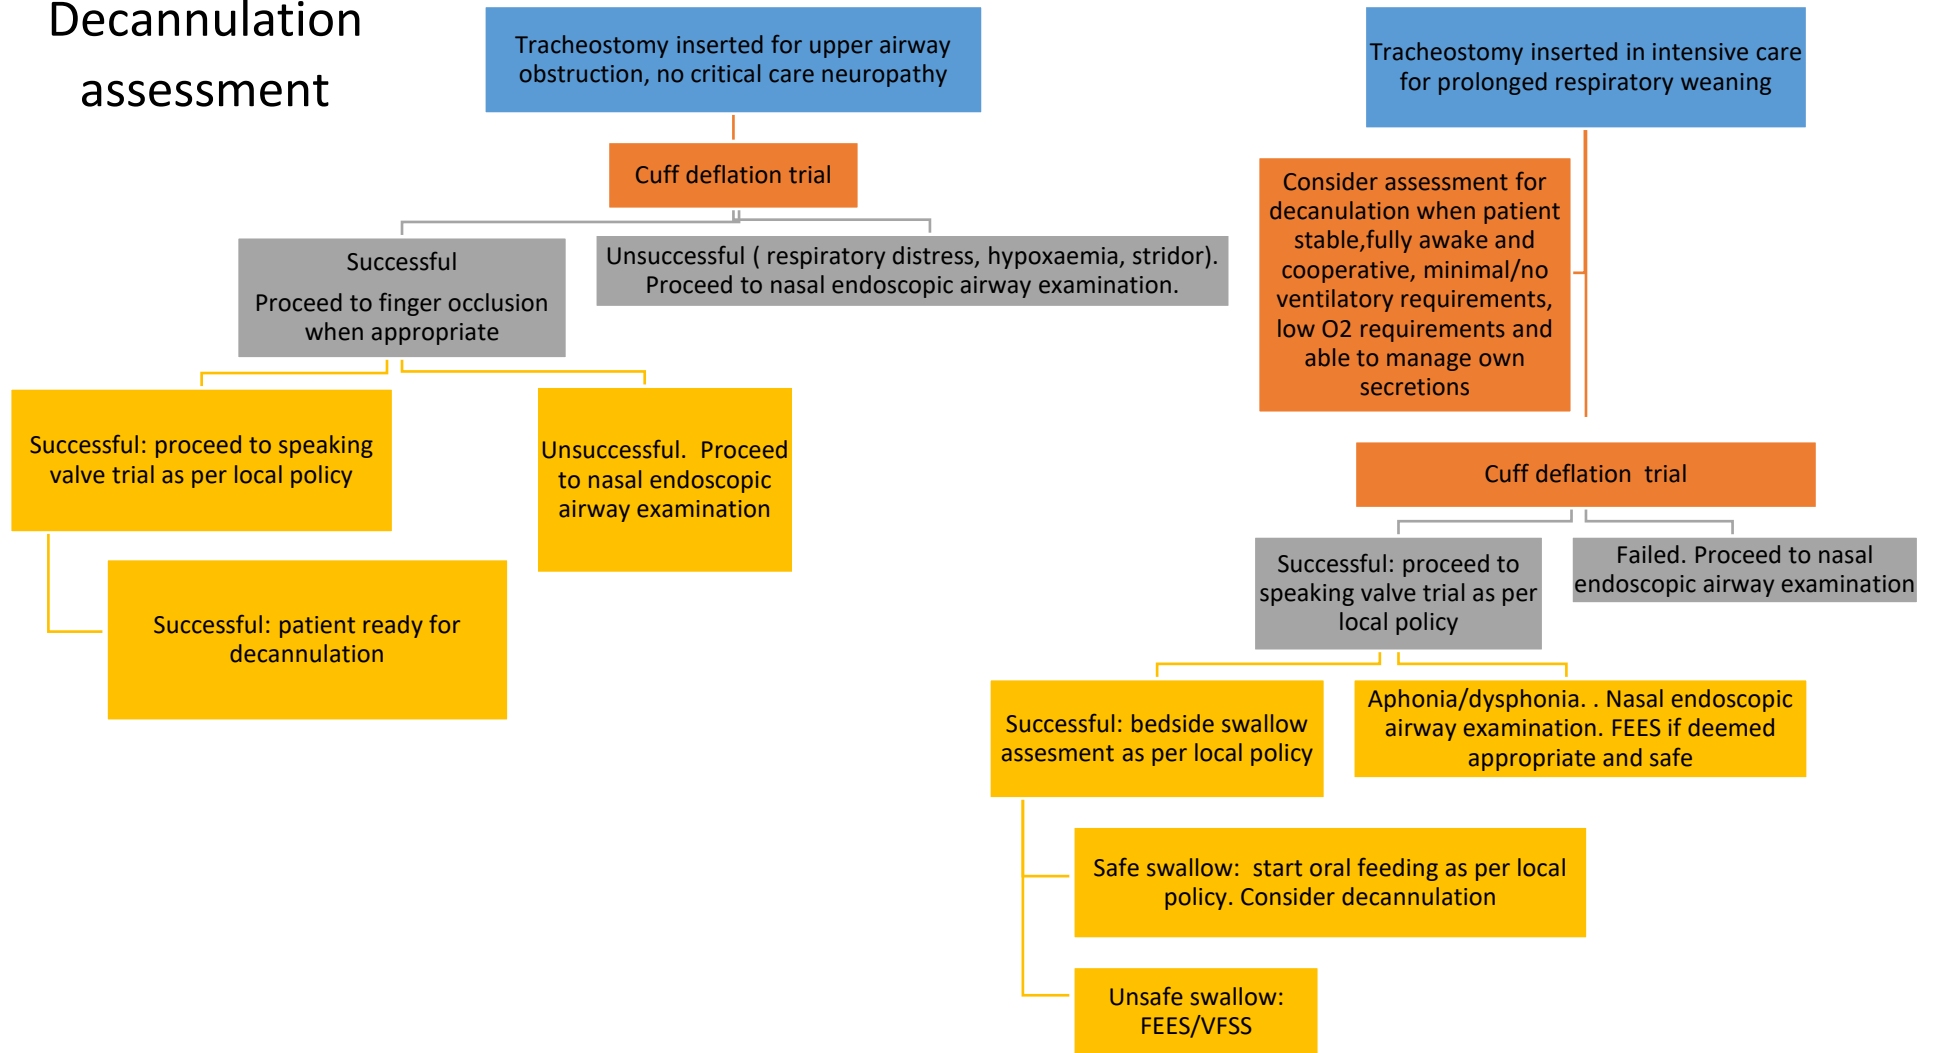 Decannulation
assessment
Tracheostomy inserted for upper airway
obstruction, no critical care neuropathy
Cuff deflation trial
Successful
Proceed to finger occlusion
when appropriate
Unsuccessful ( respiratory distress, hypoxaemia, stridor).
Proceed to nasal endoscopic airway examination.
Successful: proceed to speaking
valve trial as per local policy
Unsuccessful.  Proceed
to nasal endoscopic
airway examination
Successful: patient ready for
decannulation
Tracheostomy inserted in intensive care
for prolonged respiratory weaning
Consider assessment for
decanulation when patient
stable,fully awake and
cooperative, minimal/no
ventilatory requirements,
low O2 requirements and
able to manage own
secretions
Cuff deflation  trial
Successful: proceed to
speaking valve trial as per
local policy
Failed. Proceed to nasal
endoscopic airway examination
Successful: bedside swallow
assesment as per local policy
Aphonia/dysphonia. . Nasal endoscopic
airway examination. FEES if deemed
appropriate and safe
Safe swallow:  start oral feeding as per local
policy. Consider decannulation
Unsafe swallow:
FEES/VFSS